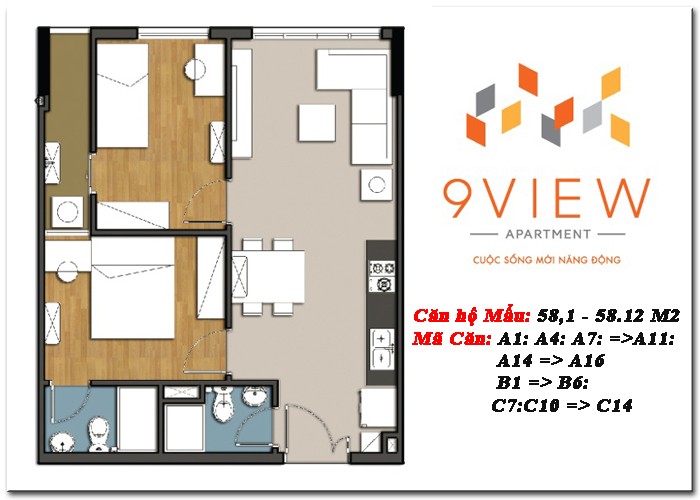 9VIEW
APARTMENT
CUỘC SỐNG MỚI NĂNG ĐỘNG
Căn hộ Mẫu: 58,1 - 58.12 M2
Mã Căn: A1: A4: A7: =>A11:
A14 => A16
B1 => B6:
C7:C10 => C14